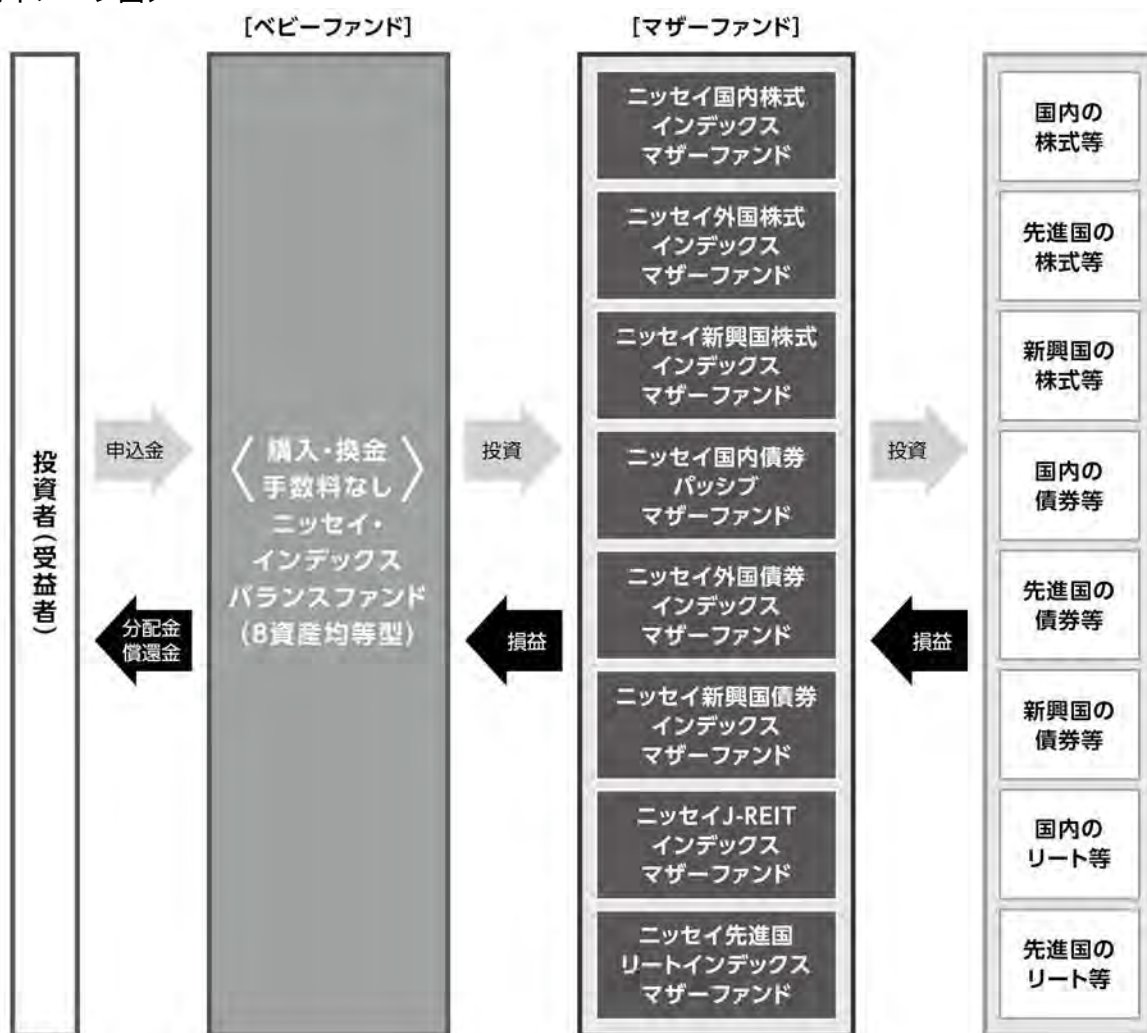 [ベビーファンド]
[マザーファンド]
投資者(受益者)
申込金
分配金
償還金
〈購入・換金
手数料なし〉
ニッセイ・
インデックス
バランスファンド
(8資産均等型)
投資
損益
ニッセイ国内株式
インデックス
マザーファンド
ニッセイ外国株式
インデックス
マザーファンド
ニッセイ新興国株式
インデックス
マザーファンド
ニッセイ国内債券
パッシブ
マザーファンド
ニッセイ外国債券
インデックス
マザーファンド
ニッセイ新興国債券
インデックス
マザーファンド
ニッセイJ-REIT
インデックス
マザーファンド
ニッセイ先進国
リートインデックス
マザーファンド
投資
損益
国内の
株式等
先進国の
株式等
新興国の
株式等
国内の
債券等
先進国の
債券等
新興国の
債券等
国内の
リート等
先進国の
リート等